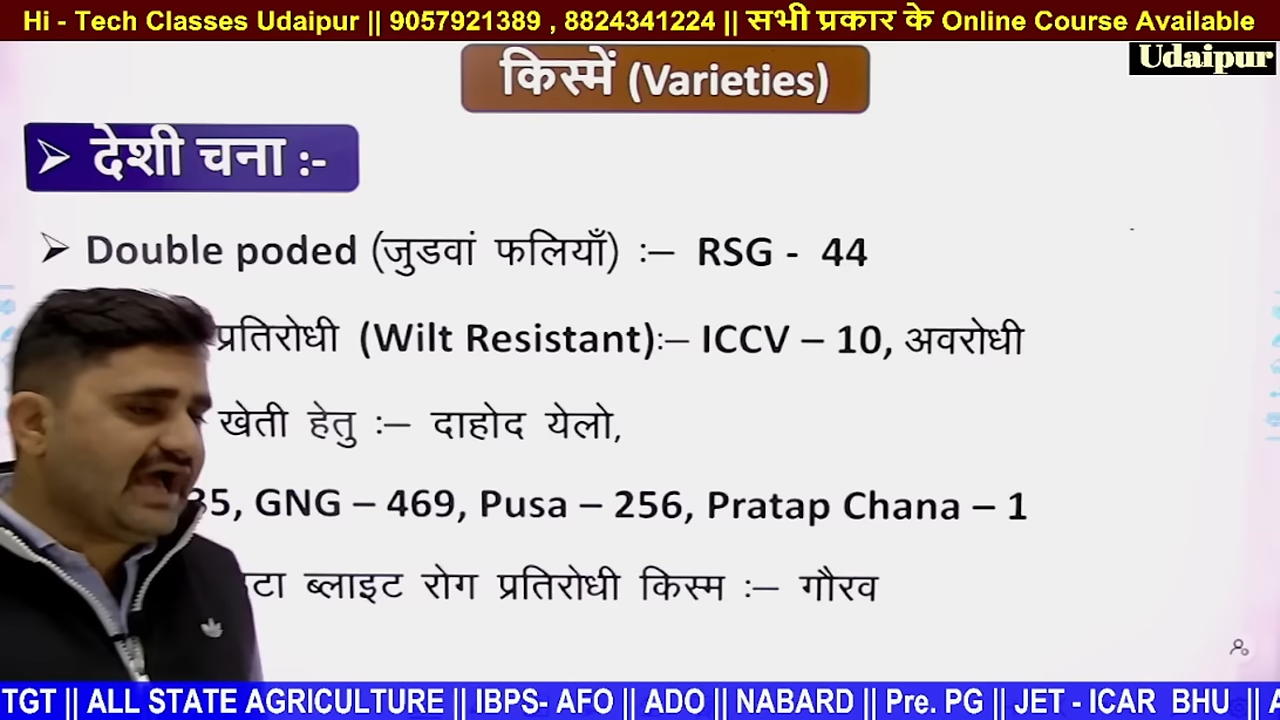 Hi - Tech Classes Udaipur || 9057921389 , 8824341224 || सभी प्रकार के Online Course Available
Udaipur
किस्में (Varieties)
➢ देशी चना :-
➢ Double poded (जुडवां फलियाँ) :– RSG - 44
प्रतिरोधी (Wilt Resistant):– ICCV – 10, अवरोधी
खेती हेतु :– दाहोद येलो,
35, GNG – 469, Pusa – 256, Pratap Chana – 1
ब्लाइट रोग प्रतिरोधी किस्म :– गौरव
TGT || ALL STATE AGRICULTURE || IBPS- AFO || ADO || NABARD || Pre. PG || JET - ICAR BHU || A